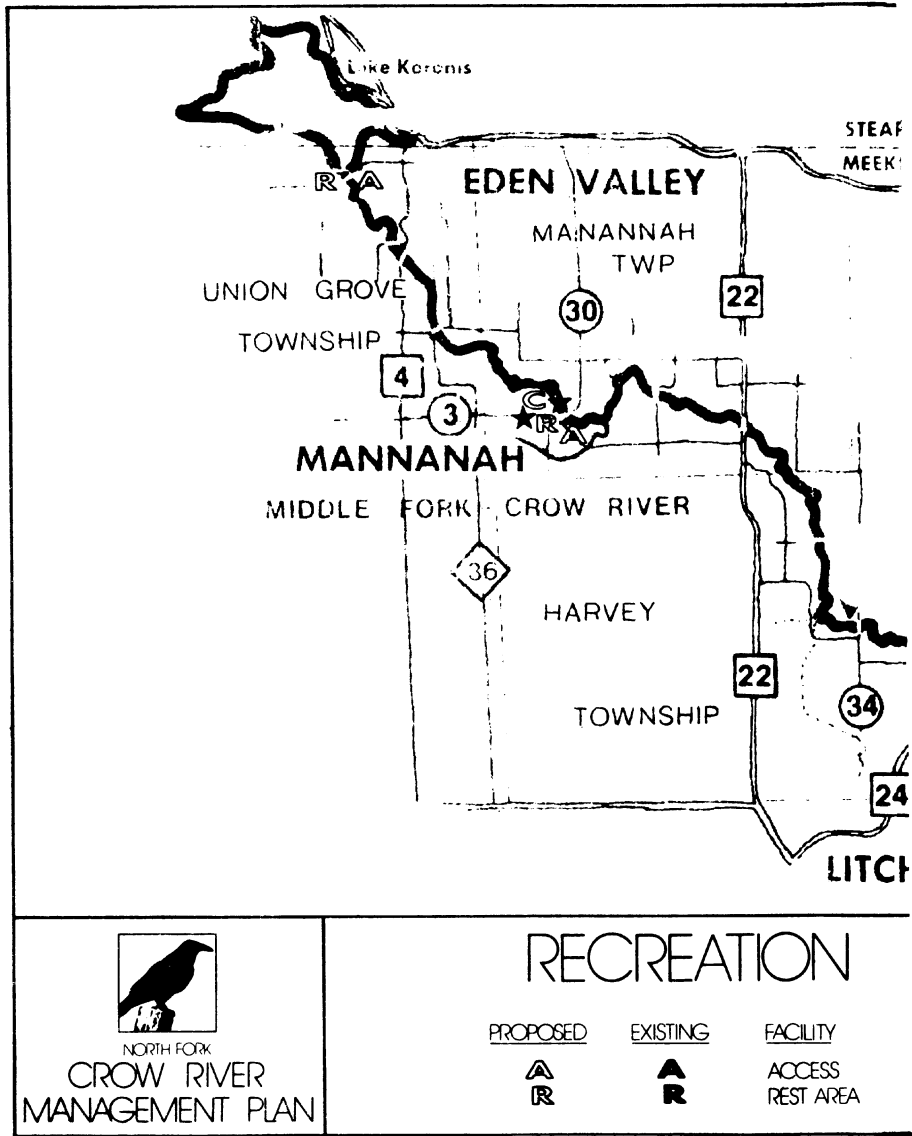 Lake Koronis
STEAR
MEEK
R A
EDEN VALLEY
MANANNAH
TWP
UNION GROVE
30
22
TOWNSHIP
4
C
3
R
A
MANNANAH
MIDDLE FORK CROW RIVER
36
HARVEY
22
34
TOWNSHIP
24
LITCH
RECREATION
NORTH FORK
CROW RIVER
MANAGEMENT PLAN
PROPOSED EXISTING FACILITY
A A ACCESS
R R REST AREA